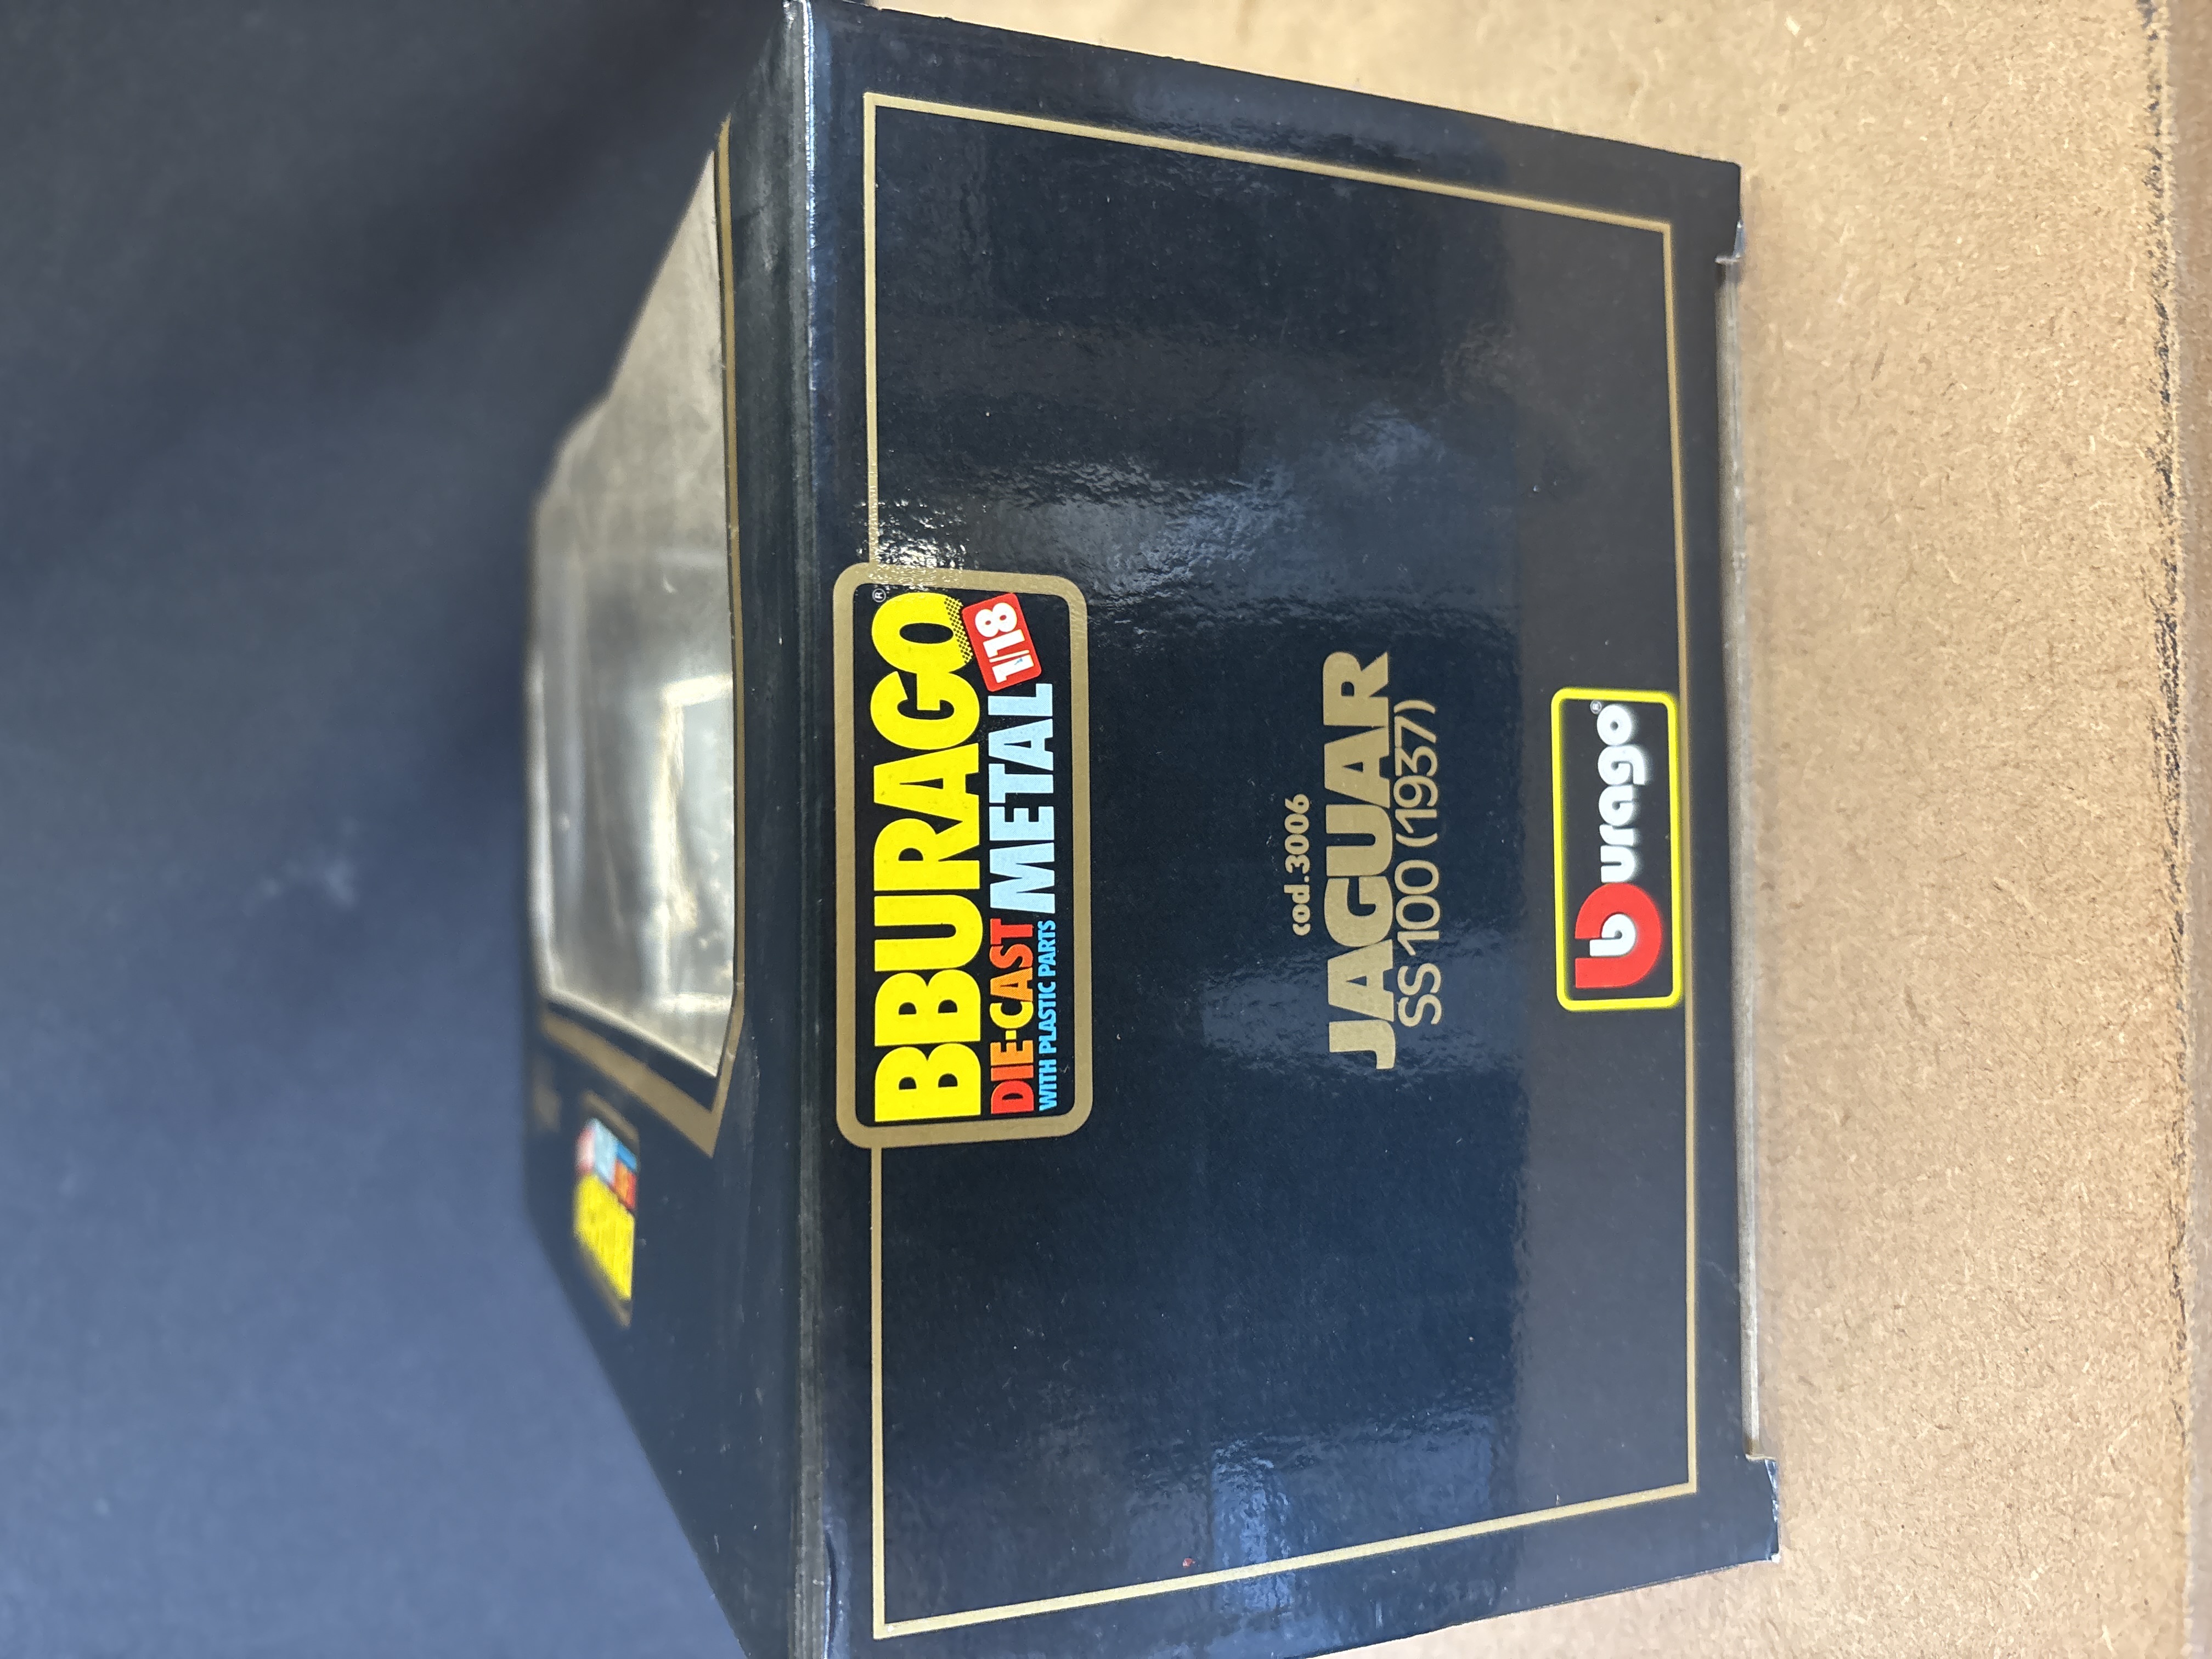 BBURAGO®
DIE-CAST METAL 1/18
WITH PLASTIC PARTS
cod.3006
JAGUAR
SS 100 (1937)
burago®